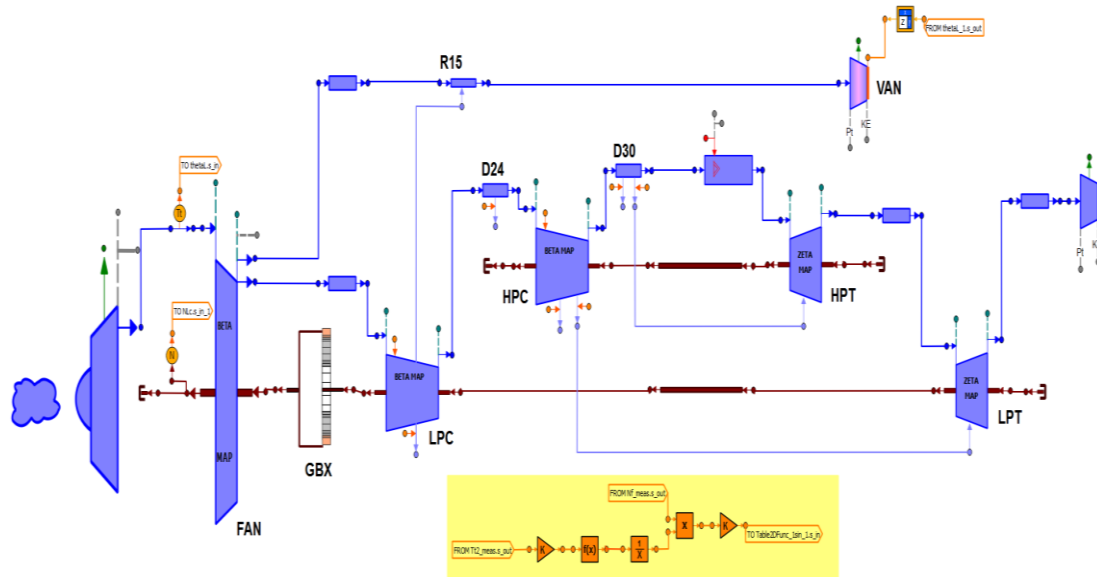 FROM thetaL_1.s_out
Z
R15
VAN
Pt
KE
TO thetaL.s_in
Tt
D24
D30
BETA MAP
ZETA
MAP
HPC
HPT
Pt
K
TO NLc.s_in_1
N
BETA
MAP
BETA MAP
ZETA
MAP
LPC
LPT
GBX
FAN
FROM Nf_meas.s_out
X
K
TO Table2DFunc_1sin_1.s_in
FROM Tt2_meas.s_out
K
f(x)
1
X